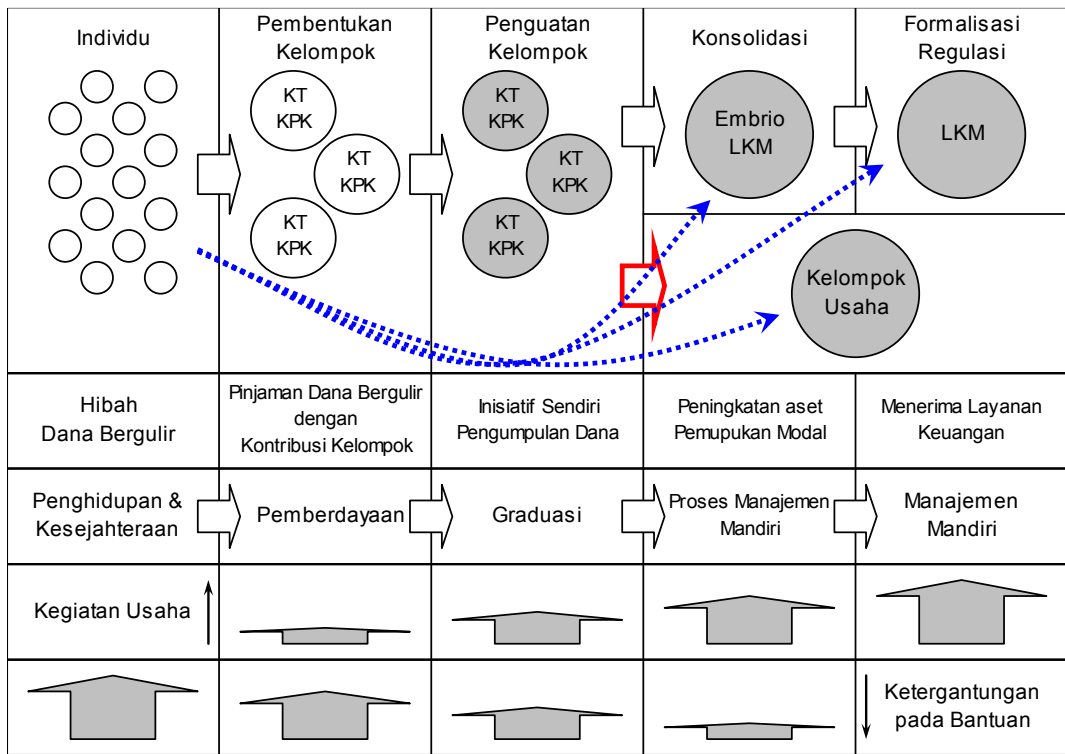 Individu
Pembentukan
Kelompok
Penguatan
Kelompok
Konsolidasi
Formalisasi
Regulasi
KT
KPK
KT
KPK
KT
KPK
KT
KPK
KT
KPK
KT
KPK
Embrio
LKM
LKM
Kelompok
Usaha
Hibah
Dana Bergulir
Pinjaman Dana Bergulir
dengan
Kontribusi Kelompok
Inisiatif Sendiri
Pengumpulan Dana
Peningkatan aset
Pemupukan Modal
Menerima Layanan
Keuangan
Penghidupan &
Kesejahteraan
Pemberdayaan
Graduasi
Proses Manajemen
Mandiri
Manajemen
Mandiri
Kegiatan Usaha
Ketergantungan
pada Bantuan